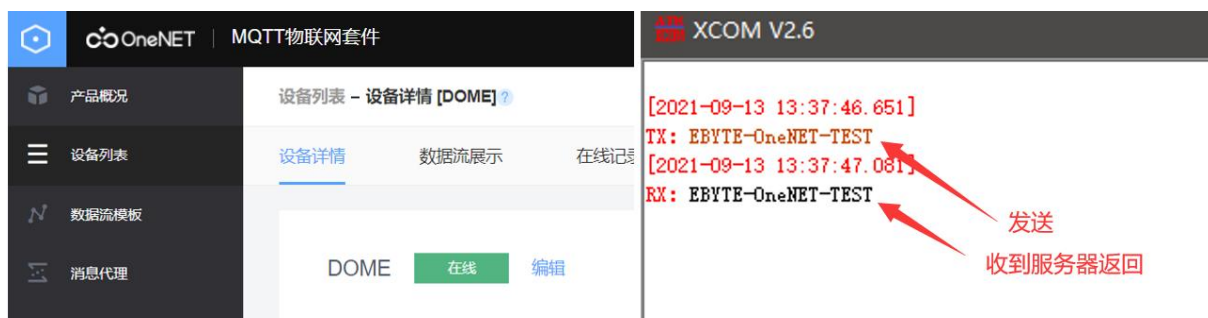 OneNET | MQTT物联网套件
产品概况
设备列表 – 设备详情 [DOME] ?
设备列表
设备详情 数据流展示 在线记录
数据流模板
消息代理
DOME 在线 编辑
XCOM V2.6
[2021-09-13 13:37:46.651]
TX: EBYTE-OneNET-TEST
[2021-09-13 13:37:47.081]
RX: EBYTE-OneNET-TEST
发送
收到服务器返回